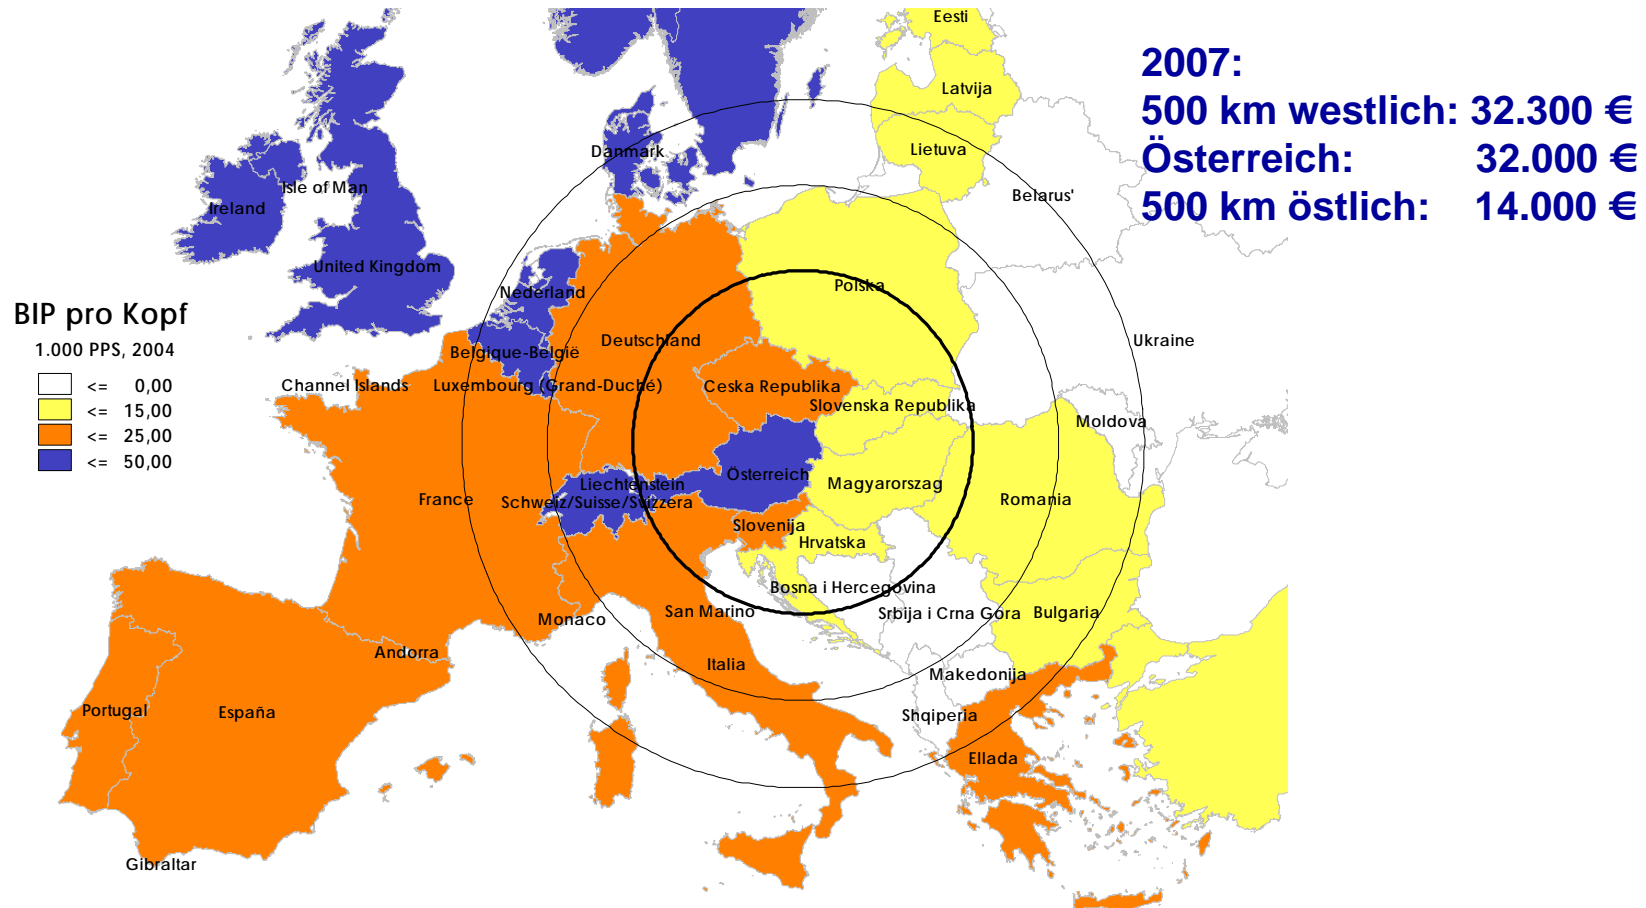 2007:
500 km westlich: 32.300 €
Österreich: 32.000 €
500 km östlich: 14.000 €
BIP pro Kopf
1.000 PPS, 2004
<= 0,00
<= 15,00
<= 25,00
<= 50,00
Eesti
Latvija
Lietuva
Danmark
Isle of Man
Ireland
Belarus'
United Kingdom
Nederland
Polska
Deutschland
Ukraine
Belgique-België
Channel Islands
Luxembourg (Grand-Duché)
Ceska Republika
Slovenska Republika
Moldova
Österreich
Liechtenstein
Magyarorszag
France
Schweiz/Suisse/Svizzera
Romania
Slovenija
Hrvatska
Bosna i Hercegovina
San Marino
Srbija i Crna Gora
Bulgaria
Monaco
Andorra
Italia
Makedonija
Portugal
España
Shqiperia
Ellada
Gibraltar